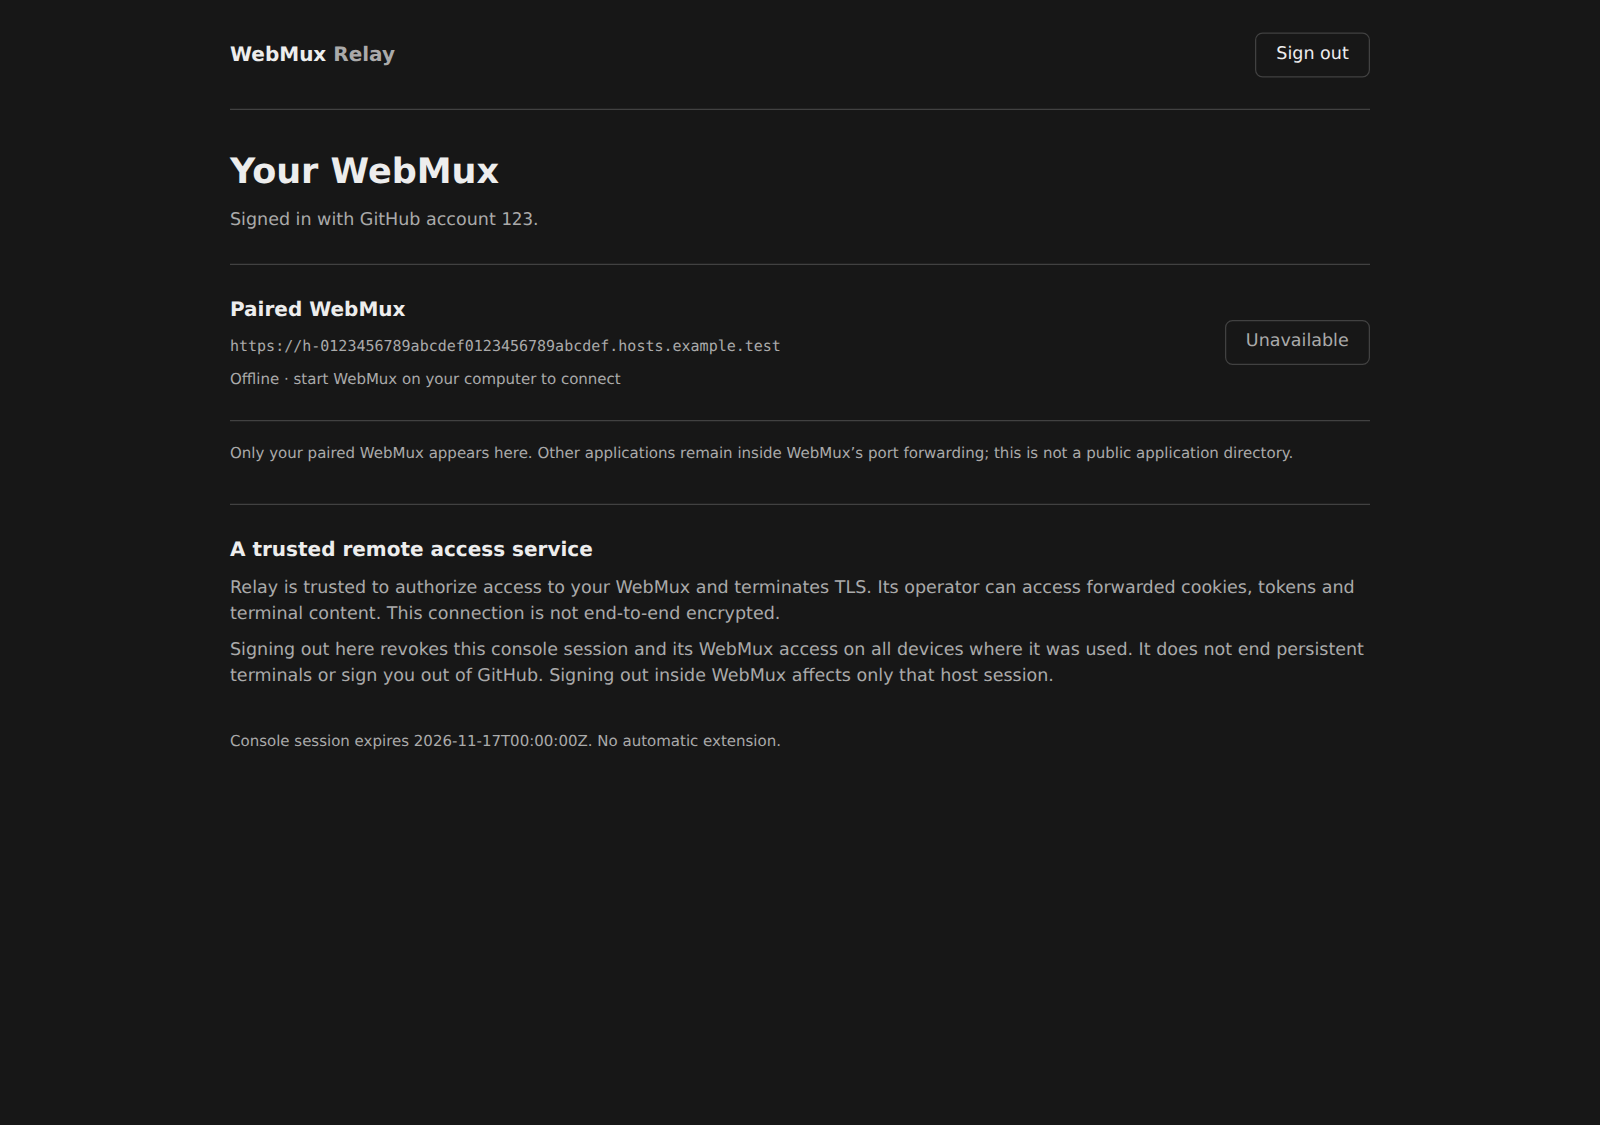 WebMux Relay
Sign out
Your WebMux
Signed in with GitHub account 123.
Paired WebMux
https://h-0123456789abcdef0123456789abcdef.hosts.example.test
Offline · start WebMux on your computer to connect
Unavailable
Only your paired WebMux appears here. Other applications remain inside WebMux’s port forwarding; this is not a public application directory.
A trusted remote access service
Relay is trusted to authorize access to your WebMux and terminates TLS. Its operator can access forwarded cookies, tokens and
terminal content. This connection is not end-to-end encrypted.
Signing out here revokes this console session and its WebMux access on all devices where it was used. It does not end persistent
terminals or sign you out of GitHub. Signing out inside WebMux affects only that host session.
Console session expires 2026-11-17T00:00:00Z. No automatic extension.